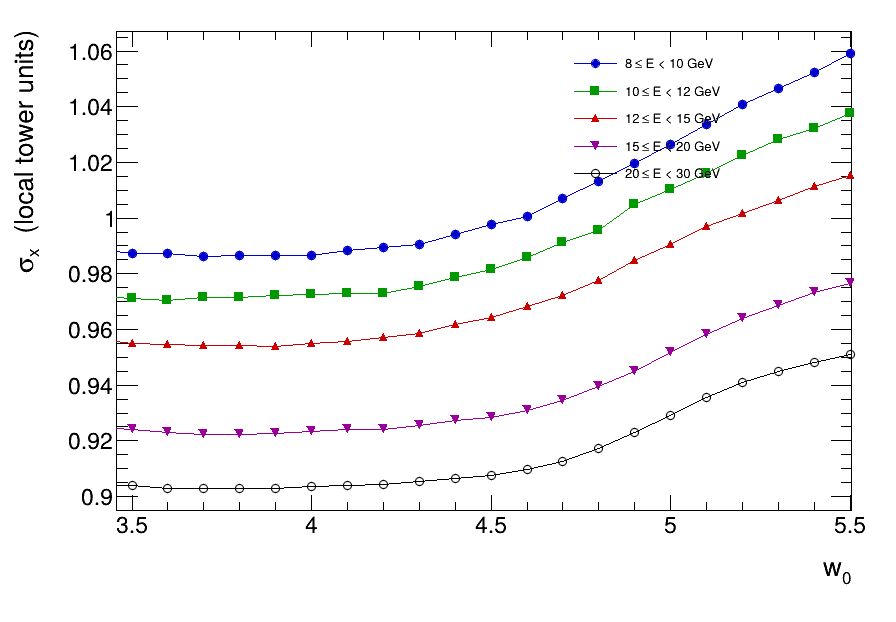 σx (local tower units)
1.06
1.04
1.02
1
0.98
0.96
0.94
0.92
0.9
8 ≤ E < 10 GeV
10 ≤ E < 12 GeV
12 ≤ E < 15 GeV
15 ≤ E < 20 GeV
20 ≤ E < 30 GeV
3.5 4 4.5 5 5.5
w0